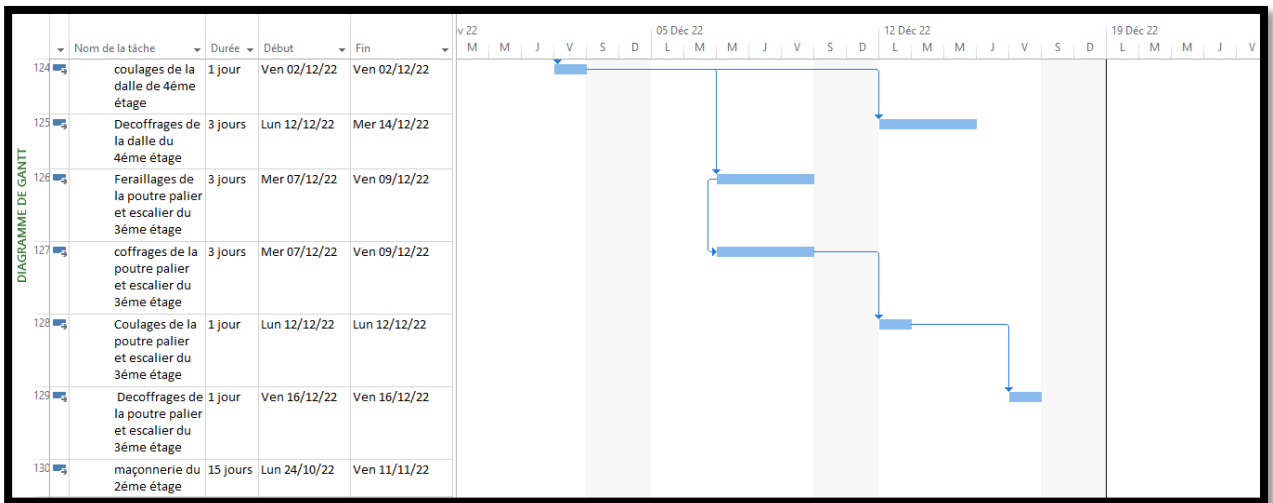 v 22 05 Déc 22 12 Déc 22 19 Déc 22
Nom de la tâche Durée Début Fin M M J V S D L M M J V S D L M M J V S D L M M J V
DIAGRAMME DE GANTT
124 coulages de la 1 jour Ven 02/12/22 Ven 02/12/22
dalle de 4éme
étage
125 Decoffrages de 3 jours Lun 12/12/22 Mer 14/12/22
la dalle du
4éme étage
126 Feraillages de 3 jours Mer 07/12/22 Ven 09/12/22
la poutre palier
et escalier du
3éme étage
127 coffrages de la 3 jours Mer 07/12/22 Ven 09/12/22
poutre palier
et escalier du
3éme étage
128 Coulages de la 1 jour Lun 12/12/22 Lun 12/12/22
poutre palier
et escalier du
3éme étage
129 Decoffrages de 1 jour Ven 16/12/22 Ven 16/12/22
la poutre palier
et escalier du
3éme étage
130 maçonnerie du 15 jours Lun 24/10/22 Ven 11/11/22
2éme étage